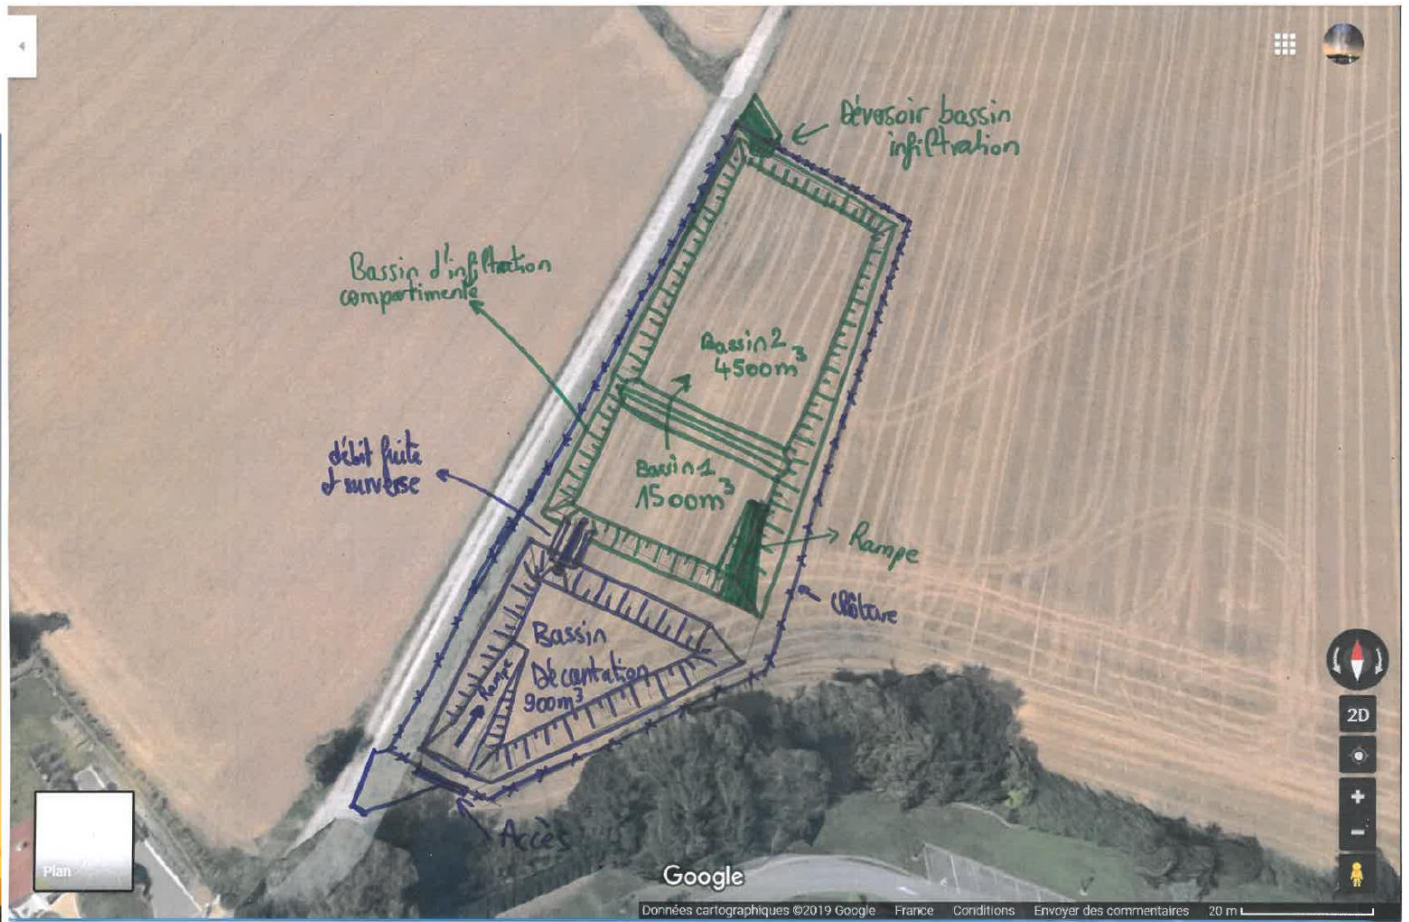 Déversoir bassin
infiltration
Bassin d'infiltration
compartimenté
Bassin 2
4500m³
débit fuite
et surverse
Bassin 1
1500m³
Rampe
clôture
Bassin
Décantation
900m³
Rampe
Accès
2D
+
−
Plan
Google
Données cartographiques ©2019 Google France Conditions Envoyer des commentaires 20 m